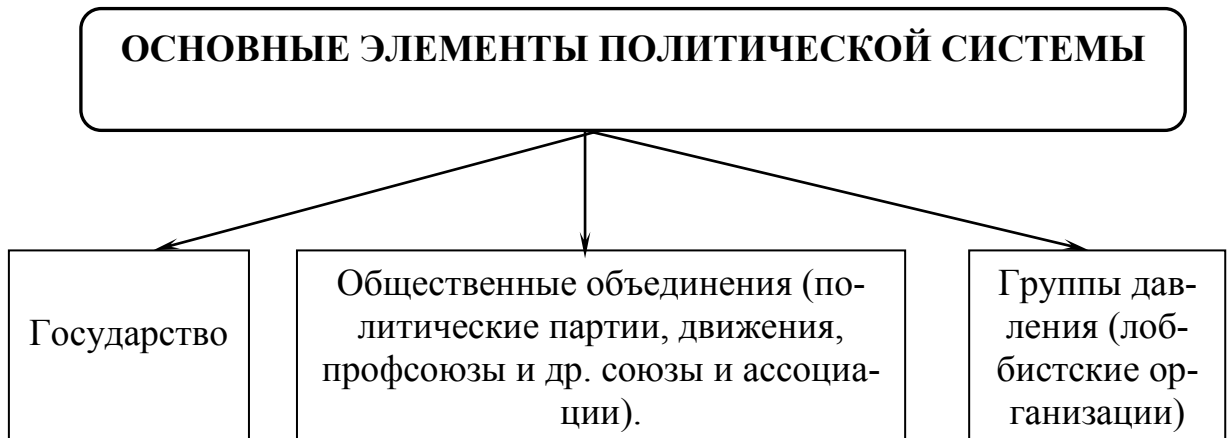 ОСНОВНЫЕ ЭЛЕМЕНТЫ ПОЛИТИЧЕСКОЙ СИСТЕМЫ
Государство
Общественные объединения (по-
литические партии, движения,
профсоюзы и др. союзы и ассоциа-
ции).
Группы дав-
ления (лоб-
бистские ор-
ганизации)